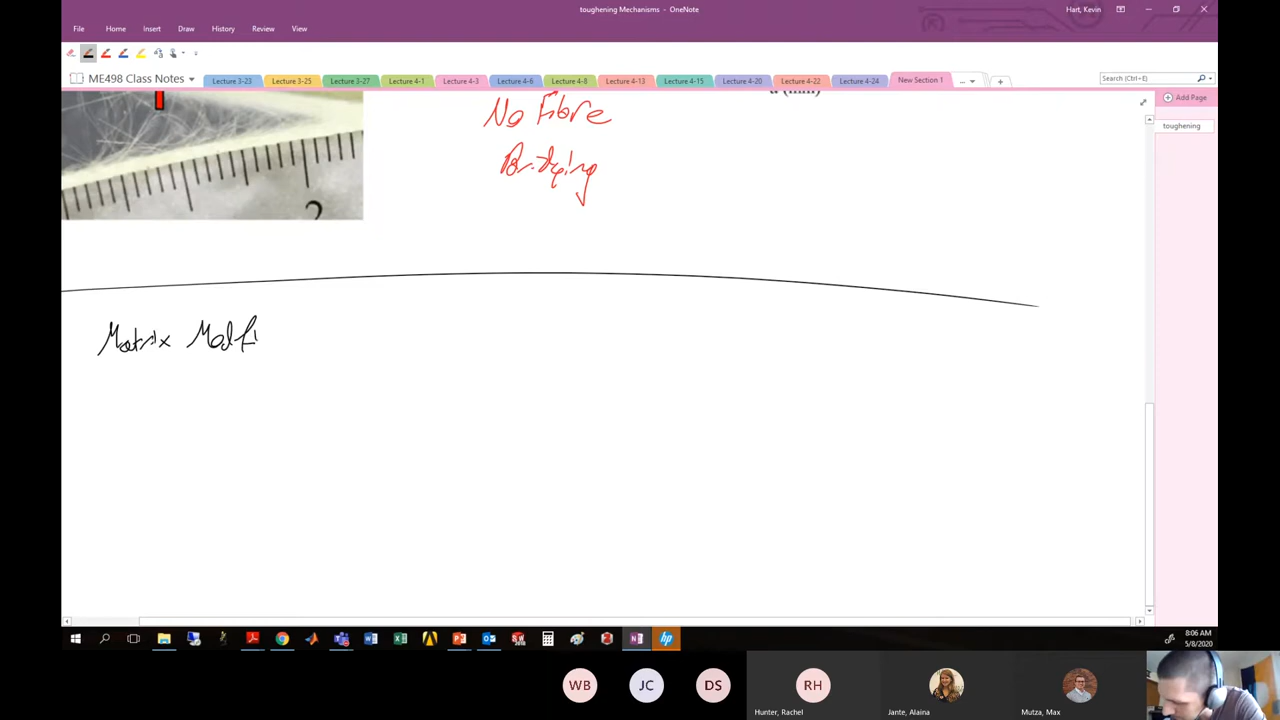 toughening Mechanisms - OneNote
Hart, Kevin
File Home Insert Draw History Review View
ME498 Class Notes
Lecture 3-23 Lecture 3-25 Lecture 3-27 Lecture 4-1 Lecture 4-3 Lecture 4-6 Lecture 4-8 Lecture 4-13 Lecture 4-15 Lecture 4-20 Lecture 4-22 Lecture 4-24 New Section 1 ...
Search (Ctrl+E)
Add Page
toughening
No Fibre
Bridging
2
Matrix Modfi
8:06 AM
5/8/2020
WB JC DS RH
Hunter, Rachel Jante, Alaina Mutza, Max